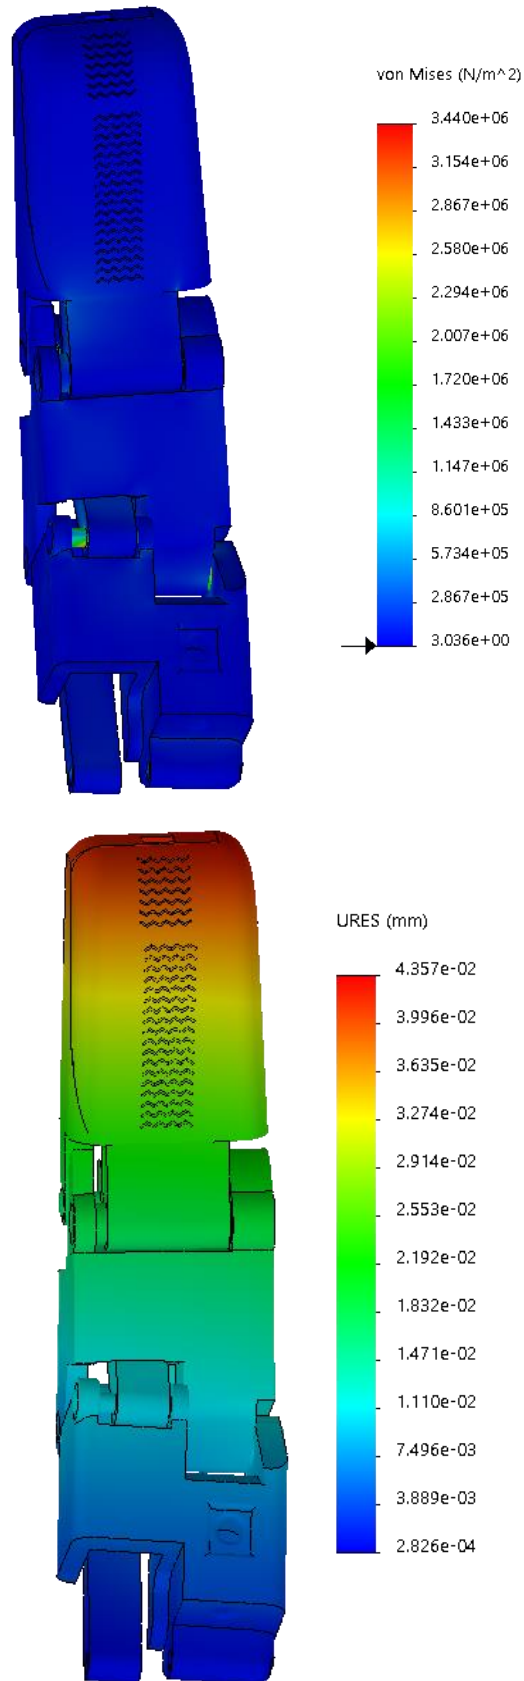 von Mises (N/m^2)
3.440e+06
3.154e+06
2.867e+06
2.580e+06
2.294e+06
2.007e+06
1.720e+06
1.433e+06
1.147e+06
8.601e+05
5.734e+05
2.867e+05
3.036e+00
URES (mm)
4.357e-02
3.996e-02
3.635e-02
3.274e-02
2.914e-02
2.553e-02
2.192e-02
1.832e-02
1.471e-02
1.110e-02
7.496e-03
3.889e-03
2.826e-04